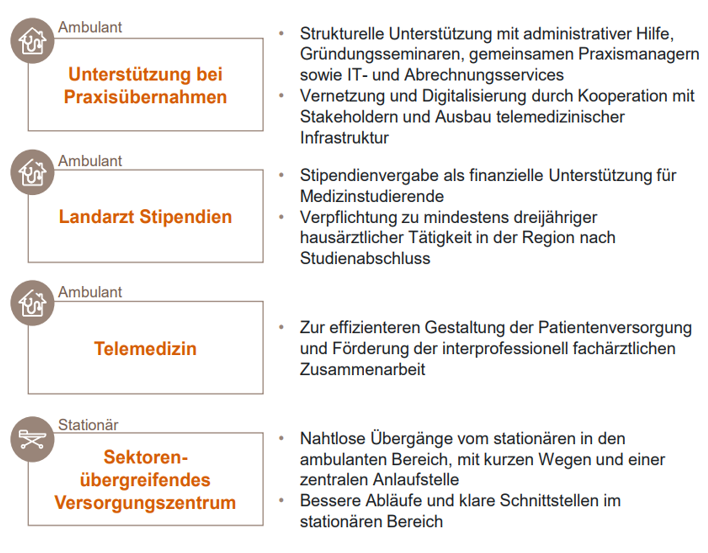 Ambulant
Unterstützung bei
Praxisübernahmen
• Strukturelle Unterstützung mit administrativer Hilfe,
Gründungsseminaren, gemeinsamen Praxismanagern
sowie IT- und Abrechnungsservices
• Vernetzung und Digitalisierung durch Kooperation mit
Stakeholdern und Ausbau telemedizinischer
Infrastruktur
Ambulant
Landarzt Stipendien
• Stipendienvergabe als finanzielle Unterstützung für
Medizinstudierende
• Verpflichtung zu mindestens dreijähriger
hausärztlicher Tätigkeit in der Region nach
Studienabschluss
Ambulant
Telemedizin
• Zur effizienteren Gestaltung der Patientenversorgung
und Förderung der interprofessionell fachärztlichen
Zusammenarbeit
Stationär
Sektoren-
übergreifendes
Versorgungszentrum
• Nahtlose Übergänge vom stationären in den
ambulanten Bereich, mit kurzen Wegen und einer
zentralen Anlaufstelle
• Bessere Abläufe und klare Schnittstellen im
stationären Bereich